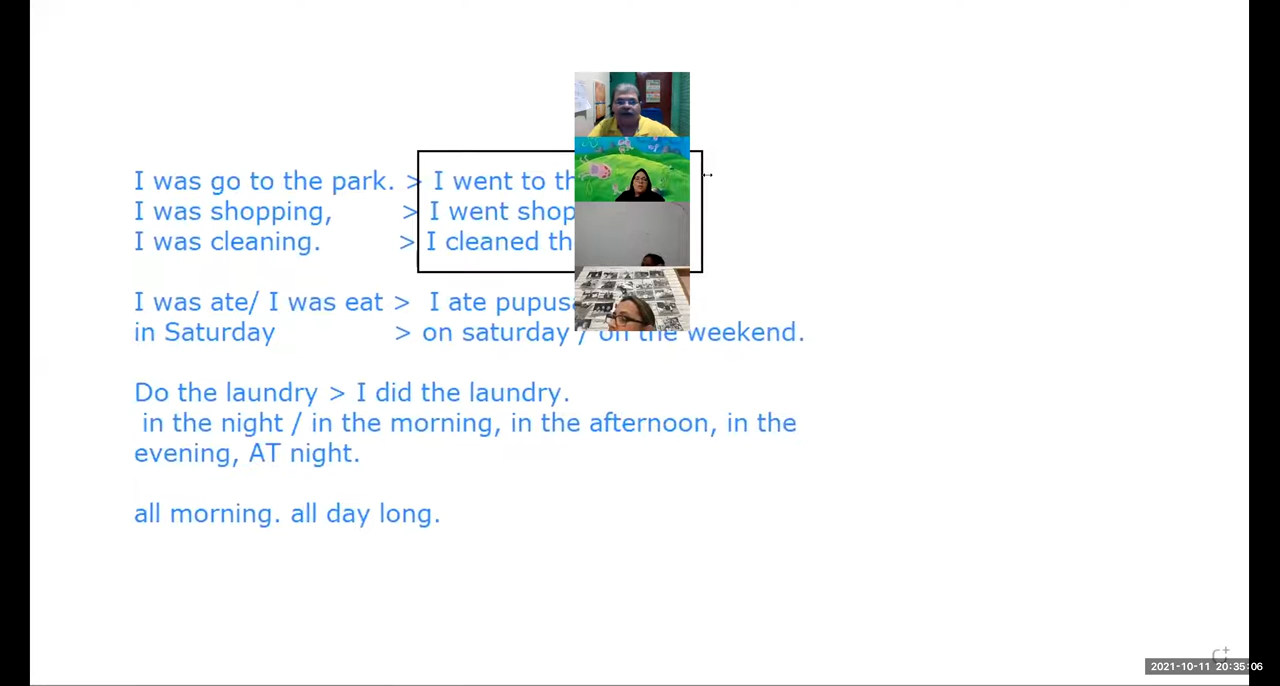 I was go to the park. > I went to th
I was shopping, > I went shop
I was cleaning. > I cleaned th
I was ate/ I was eat > I ate pupus
in Saturday > on saturday / on the weekend.
Do the laundry > I did the laundry.
in the night / in the morning, in the afternoon, in the
evening, AT night.
all morning. all day long.
2021-10-11 20:35:06